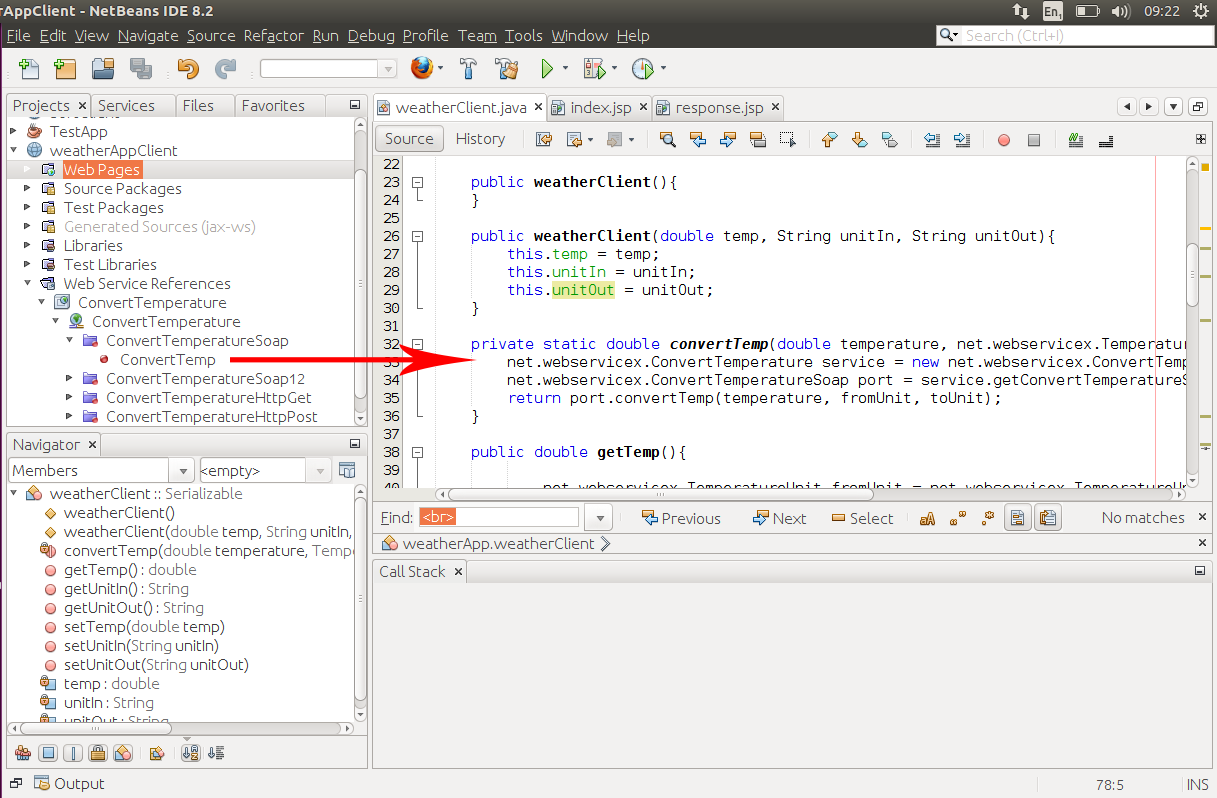 rAppClient - NetBeans IDE 8.2
En1
09:22
File Edit View Navigate Source Refactor Run Debug Profile Team Tools Window Help
Search (Ctrl+I)
Projects Services Files Favorites
TestApp
weatherAppClient
Web Pages
Source Packages
Test Packages
Generated Sources (jax-ws)
Libraries
Test Libraries
Web Service References
ConvertTemperature
ConvertTemperature
ConvertTemperatureSoap
ConvertTemp
ConvertTemperatureSoap12
ConvertTemperatureHttpGet
ConvertTemperatureHttpPost
Navigator
Members
<empty>
weatherClient :: Serializable
weatherClient()
weatherClient(double temp, String unitIn,
convertTemp(double temperature, Tempe
getTemp() : double
getUnitIn() : String
getUnitOut() : String
setTemp(double temp)
setUnitIn(String unitIn)
setUnitOut(String unitOut)
temp : double
unitIn : String
unitOut : String
weatherClient.java index.jsp response.jsp
Source History
22
23 public weatherClient(){
24 }
25
26 public weatherClient(double temp, String unitIn, String unitOut){
27 this.temp = temp;
28 this.unitIn = unitIn;
29 this.unitOut = unitOut;
30 }
31
32 private static double convertTemp(double temperature, net.webservicex.Temperatur
33 net.webservicex.ConvertTemperature service = new net.webservicex.ConvertTemp
34 net.webservicex.ConvertTemperatureSoap port = service.getConvertTemperatureS
35 return port.convertTemp(temperature, fromUnit, toUnit);
36 }
37
38 public double getTemp(){
39
40 net.webservicex.TemperatureUnit fromUnit = net.webservicex.TemperatureUn
Find: <br> Previous Next Select No matches
weatherApp.weatherClient
Call Stack
Output
78:5 INS